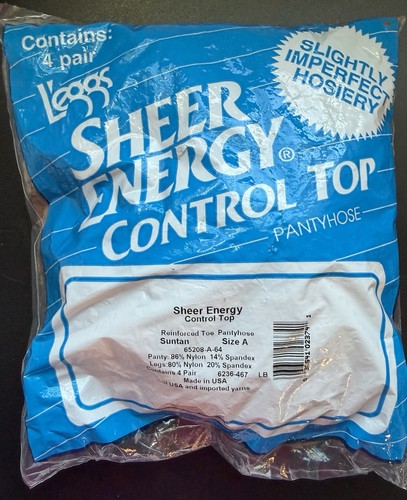 Contains:
4 pair
L'eggs
SLIGHTLY
IMPERFECT
HOSIERY
SHEER
ENERGY®
CONTROL TOP
PANTYHOSE
Sheer Energy
Control Top
Reinforced Toe Pantyhose
Suntan Size A
65208-A-64
Panty: 86% Nylon 14% Spandex
Legs: 80% Nylon 20% Spandex
4 Pair 6236-467 LB
Made in USA
USA and imported yarns